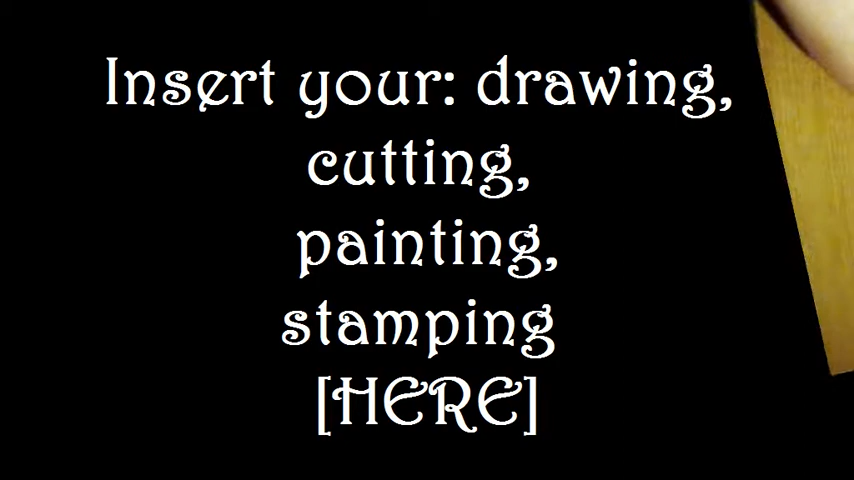 Insert your: drawing,
cutting,
painting,
stamping
[HERE]